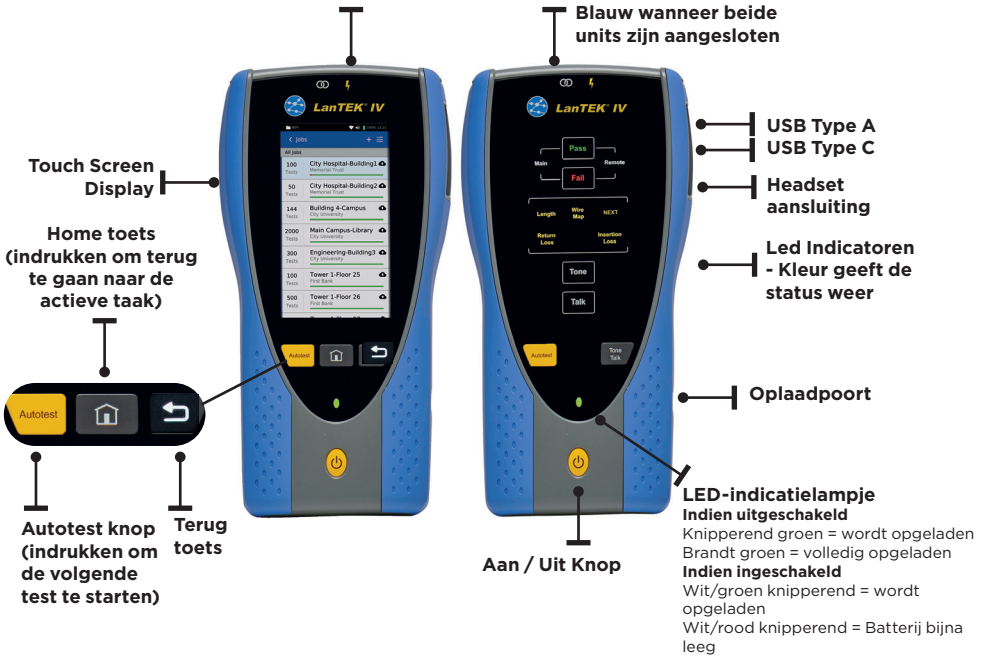 Blauw wanneer beide
units zijn aangesloten
LanTEK® IV
89%
100% 12:21
Jobs
All Jobs
100 City Hospital-Building1
Tests Memorial Trust
50 City Hospital-Building2
Tests Memorial Trust
144 Building 4-Campus
Tests City University
2000 Main Campus-Library
Tests City University
300 Engineering-Building3
Tests City University
100 Tower 1-Floor 25
Tests First Bank
500 Tower 1-Floor 26
Tests First Bank
Autotest
LanTEK® IV
Pass
Main
Remote
Fail
Length
Wire
Map
NEXT
Return
Loss
Insertion
Loss
Tone
Talk
Autotest
Tone
Talk
Touch Screen
Display
Home toets
(indrukken om terug
te gaan naar de
actieve taak)
Autotest
Autotest knop
(indrukken om
de volgende
test te starten)
Terug
toets
USB Type A
USB Type C
Headset
aansluiting
Led Indicatoren
- Kleur geeft de
status weer
Oplaadpoort
Aan / Uit Knop
LED-indicatielampje
Indien uitgeschakeld
Knipperend groen = wordt opgeladen
Brandt groen = volledig opgeladen
Indien ingeschakeld
Wit/groen knipperend = wordt
opgeladen
Wit/rood knipperend = Batterij bijna
leeg